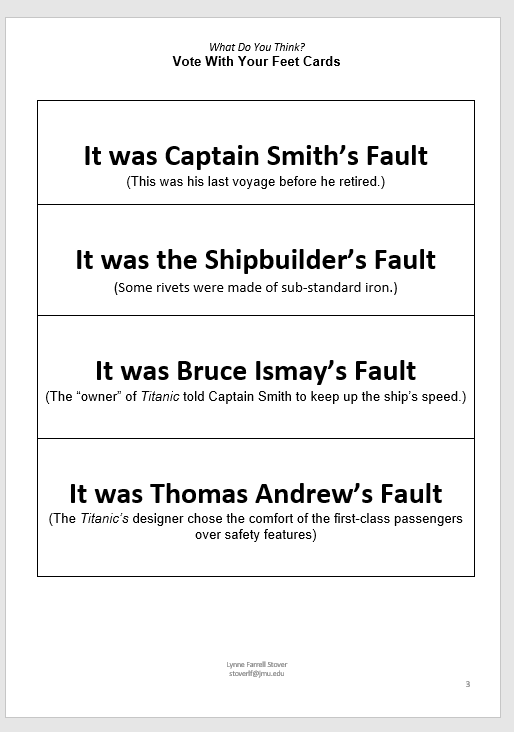 What Do You Think?
Vote With Your Feet Cards
It was Captain Smith’s Fault
(This was his last voyage before he retired.)
It was the Shipbuilder’s Fault
(Some rivets were made of sub-standard iron.)
It was Bruce Ismay’s Fault
(The “owner” of Titanic told Captain Smith to keep up the ship’s speed.)
It was Thomas Andrew’s Fault
(The Titanic’s designer chose the comfort of the first-class passengers
over safety features)
Lynne Farrell Stover
stoverlf@jmu.edu
3